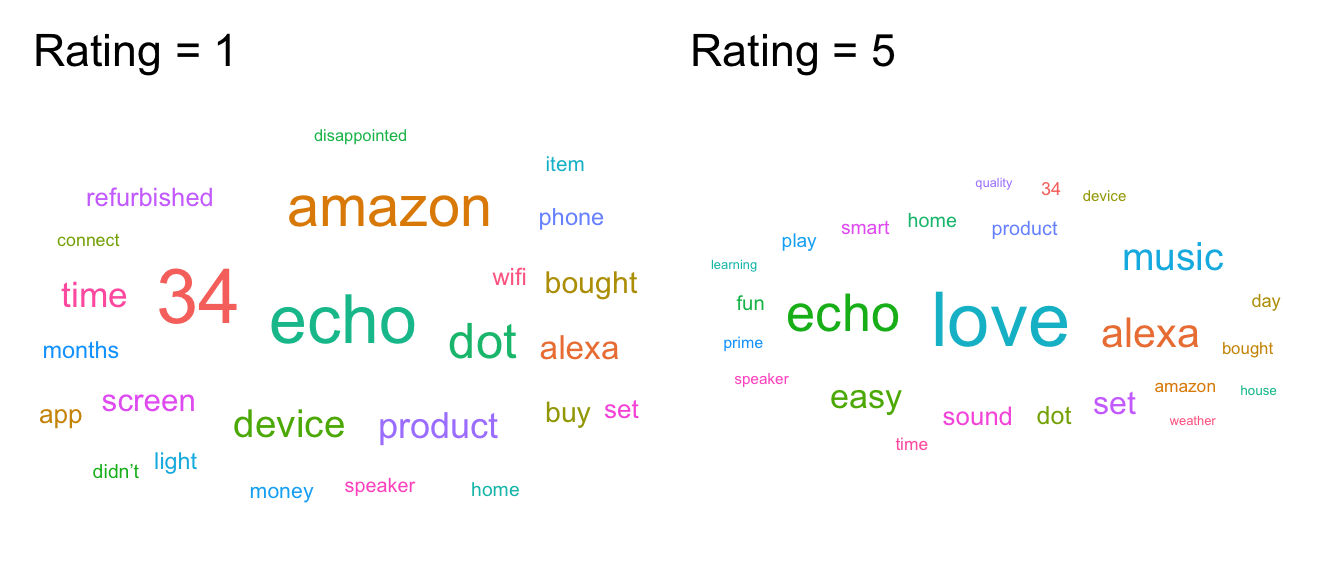 Rating = 1
disappointed
item
refurbished
amazon
phone
connect
time
34
wifi
bought
echo
dot
alexa
months
screen
app
device
product
buy
set
didn’t
light
money
speaker
home
Rating = 5
quality
34
device
play
smart
home
product
learning
music
fun
echo
love
alexa
day
prime
bought
speaker
easy
sound
dot
set
amazon
house
weather
time